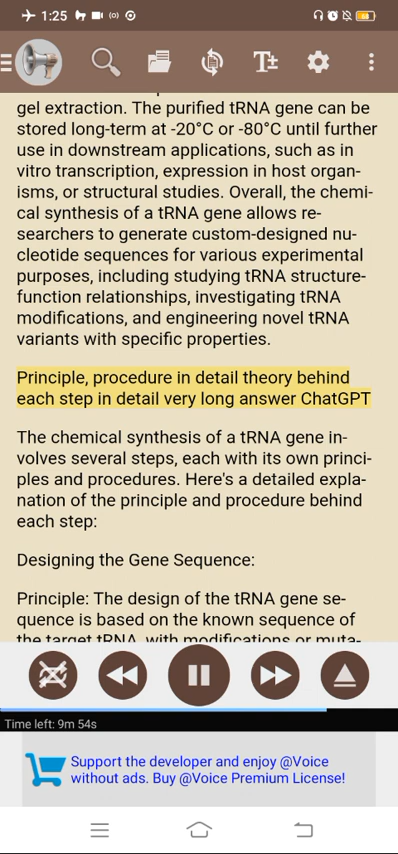 1:25
T±
gel extraction. The purified tRNA gene can be
stored long-term at -20°C or -80°C until further
use in downstream applications, such as in
vitro transcription, expression in host organ-
isms, or structural studies. Overall, the chemi-
cal synthesis of a tRNA gene allows re-
searchers to generate custom-designed nu-
cleotide sequences for various experimental
purposes, including studying tRNA structure-
function relationships, investigating tRNA
modifications, and engineering novel tRNA
variants with specific properties.
Principle, procedure in detail theory behind
each step in detail very long answer ChatGPT
The chemical synthesis of a tRNA gene in-
volves several steps, each with its own princi-
ples and procedures. Here's a detailed expla-
nation of the principle and procedure behind
each step:
Designing the Gene Sequence:
Principle: The design of the tRNA gene se-
quence is based on the known sequence of
the target tRNA, with modifications or muta-
Time left: 9m 54s
Support the developer and enjoy @Voice
without ads. Buy @Voice Premium License!